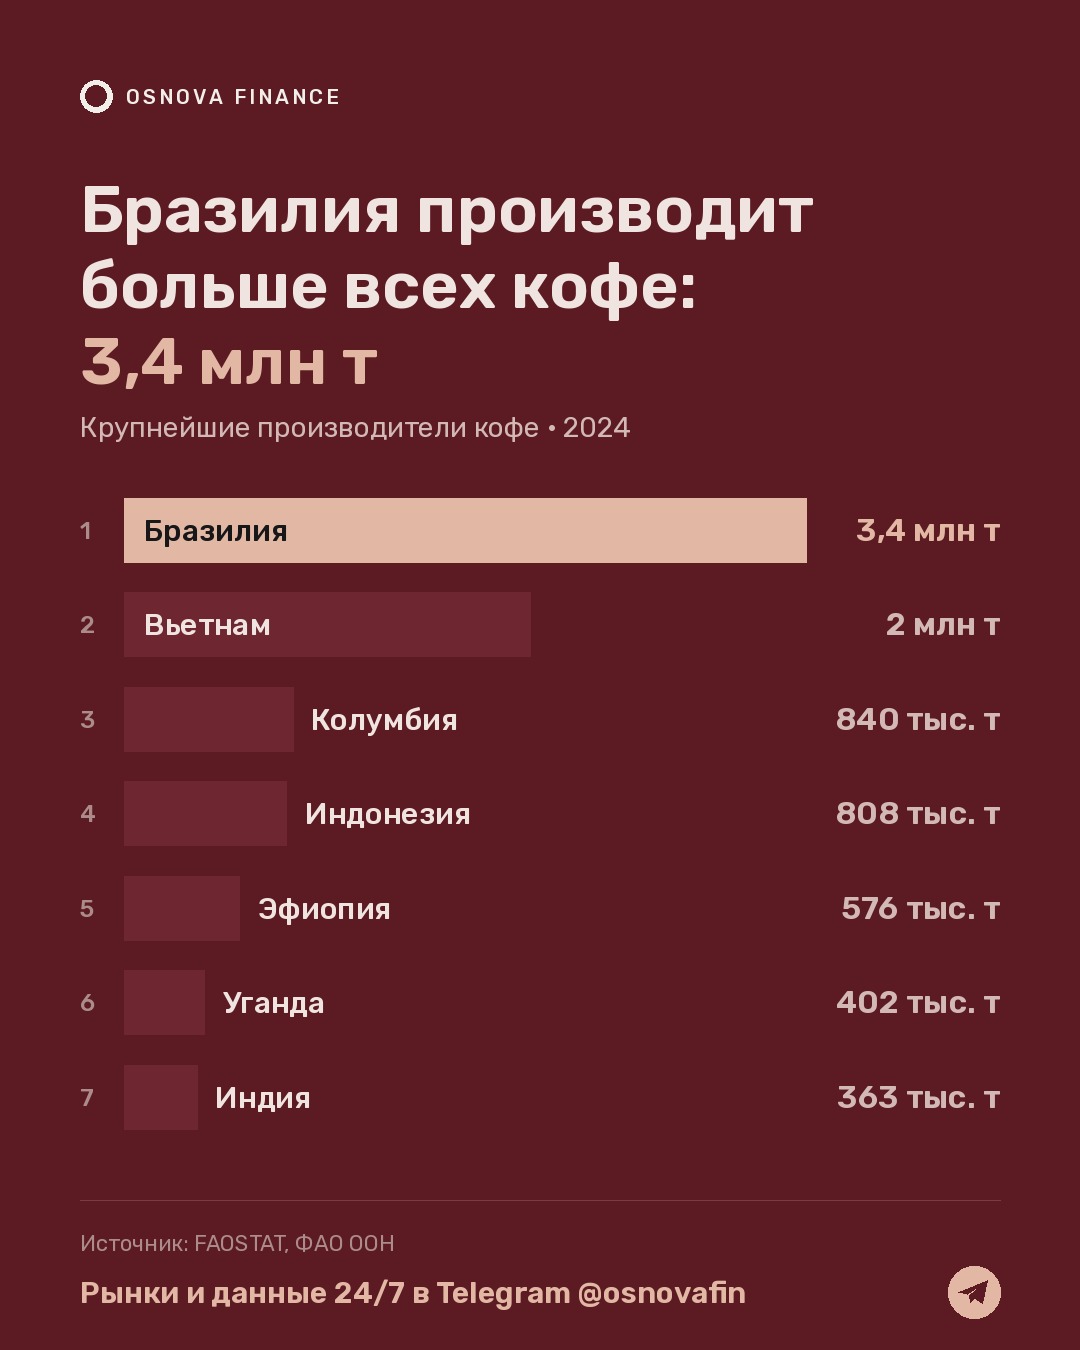 OSNOVA FINANCE
Бразилия производит
больше всех кофе:
3,4 млн т
Крупнейшие производители кофе • 2024
1 Бразилия 3,4 млн т
2 Вьетнам 2 млн т
3 Колумбия 840 тыс. т
4 Индонезия 808 тыс. т
5 Эфиопия 576 тыс. т
6 Уганда 402 тыс. т
7 Индия 363 тыс. т
Источник: FAOSTAT, ФАО ООН
Рынки и данные 24/7 в Telegram @osnovafin